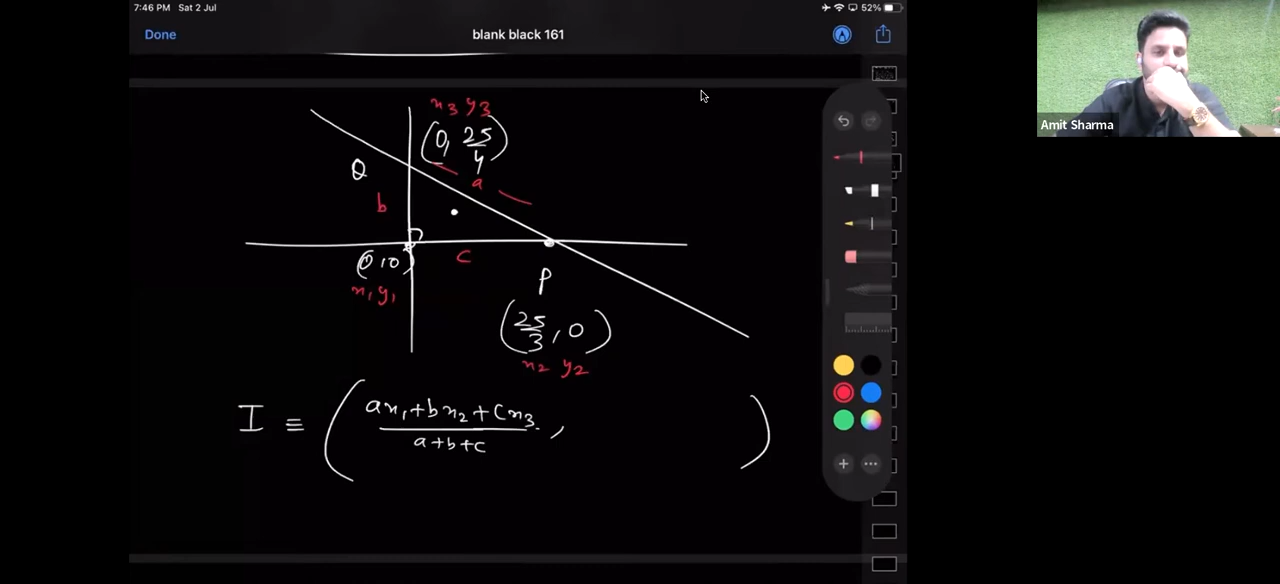 7:46 PM Sat 2 Jul
52%
Done
blank black 161
Amit Sharma
x3 y3
(0, 25/4)
Q
a
b
c
(0,0)
x1 y1
P
(25/3, 0)
x2 y2
I ≡ ( (ax1+bx2+cx3)/(a+b+c) , )